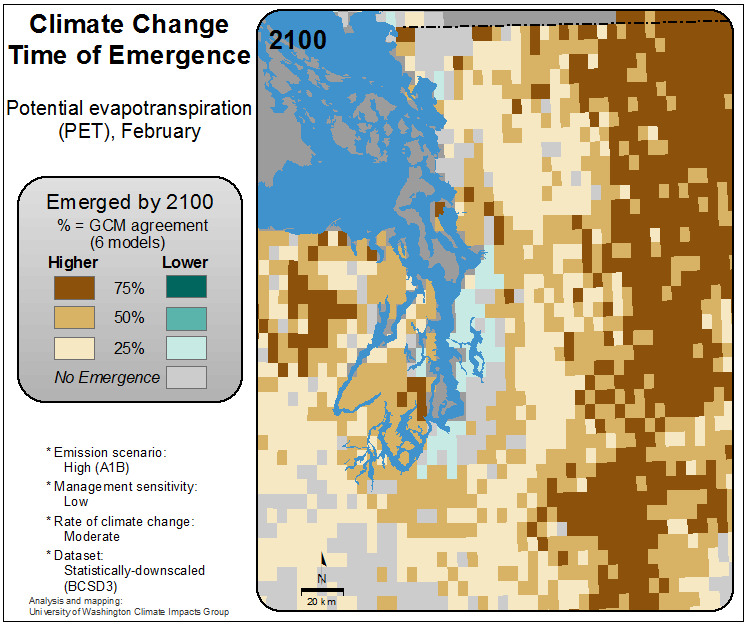 Climate Change
Time of Emergence
Potential evapotranspiration
(PET), February
Emerged by 2100
% = GCM agreement
(6 models)
Higher Lower
75%
50%
25%
No Emergence
* Emission scenario:
High (A1B)
* Management sensitivity:
Low
* Rate of climate change:
Moderate
* Dataset:
Statistically-downscaled
(BCSD3)
Analysis and mapping:
University of Washington Climate Impacts Group
2100
N
20 km